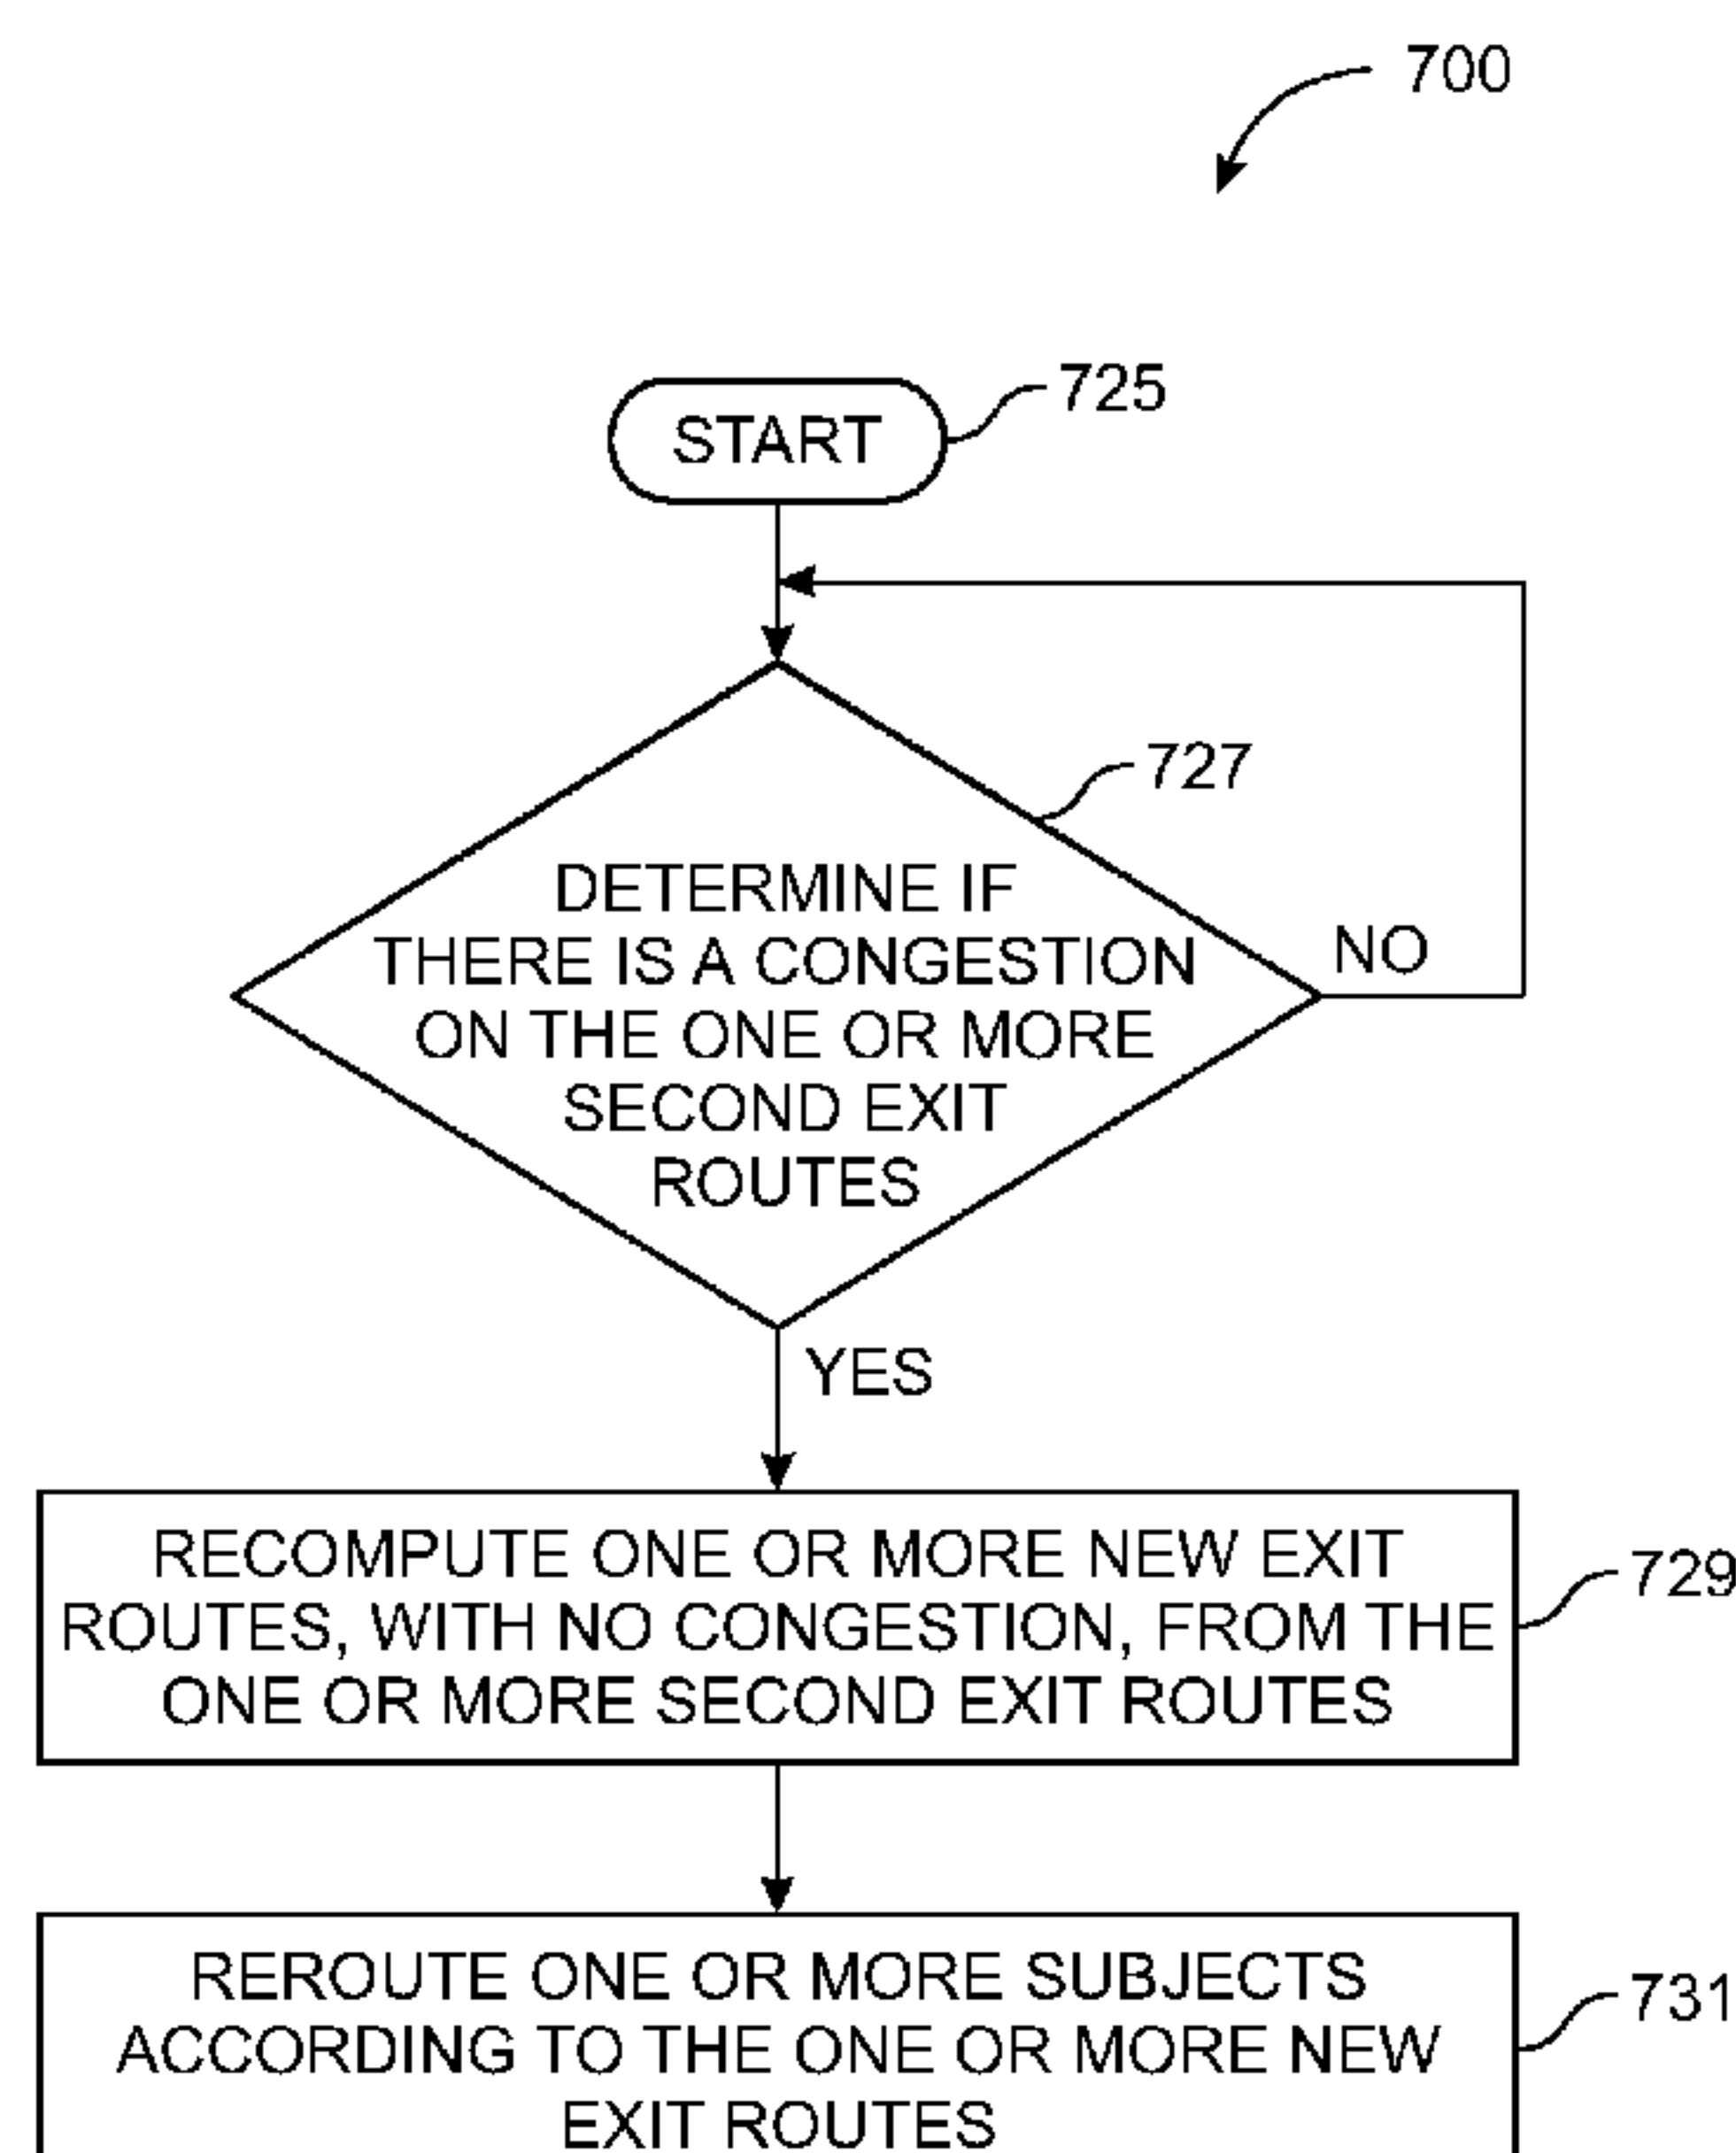 700
725
START
727
DETERMINE IF
THERE IS A CONGESTION
ON THE ONE OR MORE
SECOND EXIT
ROUTES
NO
YES
RECOMPUTE ONE OR MORE NEW EXIT
ROUTES, WITH NO CONGESTION, FROM THE
ONE OR MORE SECOND EXIT ROUTES
729
REROUTE ONE OR MORE SUBJECTS
ACCORDING TO THE ONE OR MORE NEW
EXIT ROUTES
731